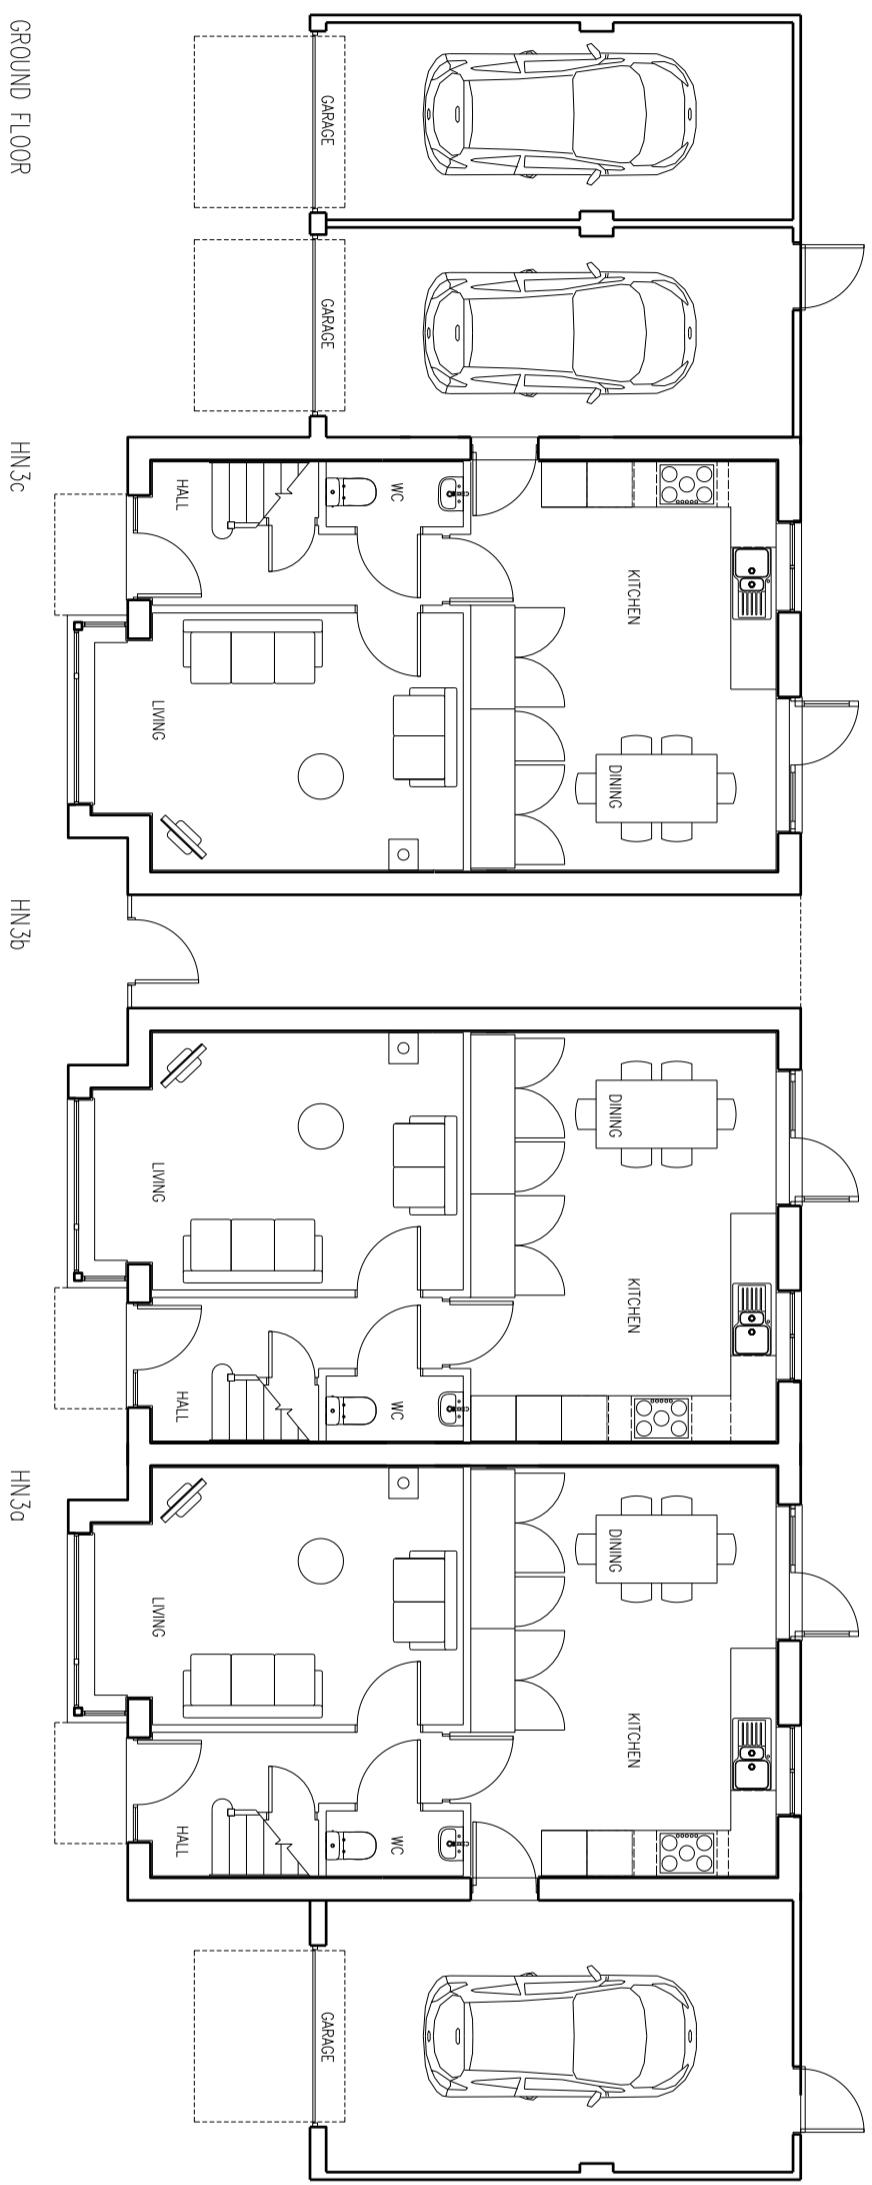 KITCHEN
KITCHEN
KITCHEN
DINING
DINING
DINING
WC
WC
WC
GARAGE
GARAGE
GARAGE
HALL
HALL
HALL
LIVING
LIVING
LIVING
GROUND FLOOR
HN3c
HN3b
HN3a